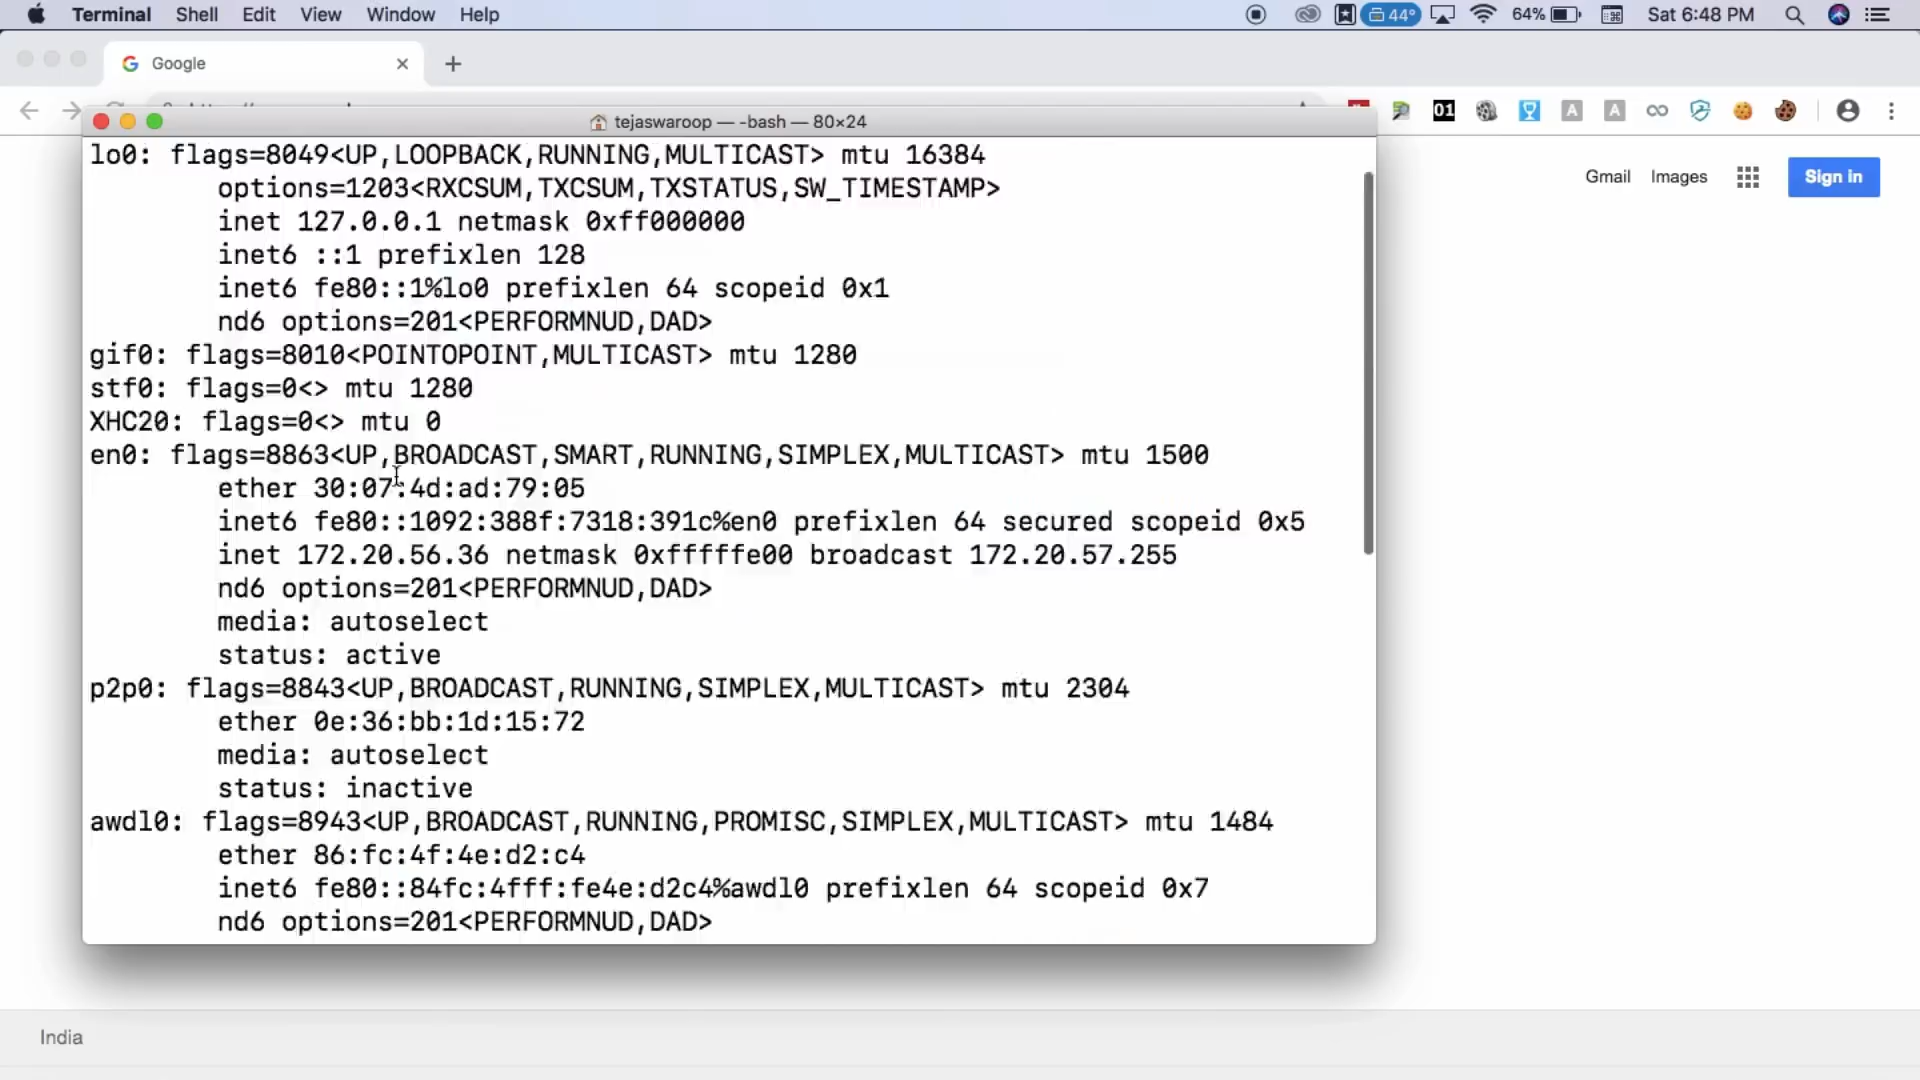 Terminal Shell Edit View Window Help 44° 64% Sat 6:48 PM
Google
01 A A
tejaswaroop — -bash — 80×24
lo0: flags=8049<UP,LOOPBACK,RUNNING,MULTICAST> mtu 16384
options=1203<RXCSUM,TXCSUM,TXSTATUS,SW_TIMESTAMP>
inet 127.0.0.1 netmask 0xff000000
inet6 ::1 prefixlen 128
inet6 fe80::1%lo0 prefixlen 64 scopeid 0x1
nd6 options=201<PERFORMNUD,DAD>
gif0: flags=8010<POINTOPOINT,MULTICAST> mtu 1280
stf0: flags=0<> mtu 1280
XHC20: flags=0<> mtu 0
en0: flags=8863<UP,BROADCAST,SMART,RUNNING,SIMPLEX,MULTICAST> mtu 1500
ether 30:07:4d:ad:79:05
inet6 fe80::1092:388f:7318:391c%en0 prefixlen 64 secured scopeid 0x5
inet 172.20.56.36 netmask 0xfffffe00 broadcast 172.20.57.255
nd6 options=201<PERFORMNUD,DAD>
media: autoselect
status: active
p2p0: flags=8843<UP,BROADCAST,RUNNING,SIMPLEX,MULTICAST> mtu 2304
ether 0e:36:bb:1d:15:72
media: autoselect
status: inactive
awdl0: flags=8943<UP,BROADCAST,RUNNING,PROMISC,SIMPLEX,MULTICAST> mtu 1484
ether 86:fc:4f:4e:d2:c4
inet6 fe80::84fc:4fff:fe4e:d2c4%awdl0 prefixlen 64 scopeid 0x7
nd6 options=201<PERFORMNUD,DAD>
Gmail Images Sign in
India